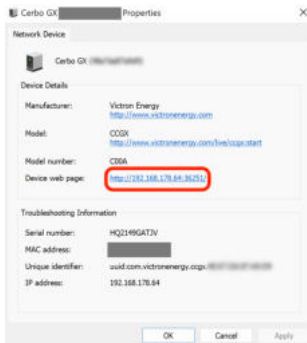 Cerbo GX Properties
Network Device
Cerbo GX
Device Details
Manufacturer: Victron Energy
http://www.victronenergy.com
Model: CCGX
http://www.victronenergy.com/live/ccgx:start
Model number: C00A
Device web page: http://192.168.178.64:36251/
Troubleshooting Information
Serial number: HQ2149GATJV
MAC address:
Unique identifier: uuid:com.victronenergy.ccgx.
IP address: 192.168.178.64
OK Cancel Apply